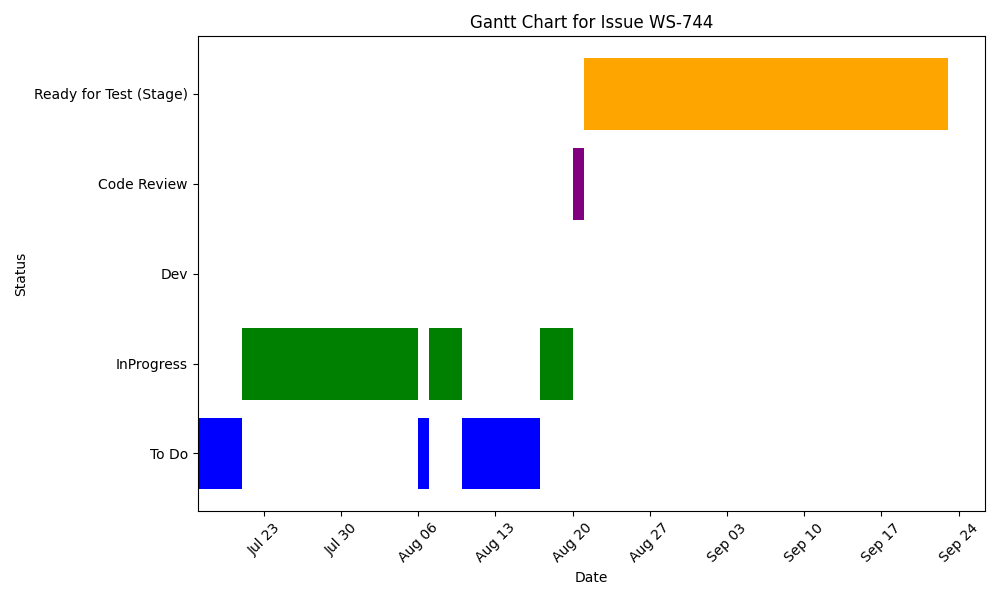 Gantt Chart for Issue WS-744
Ready for Test (Stage)
Code Review
Dev
InProgress
To Do
Status
Jul 23
Jul 30
Aug 06
Aug 13
Aug 20
Aug 27
Sep 03
Sep 10
Sep 17
Sep 24
Date